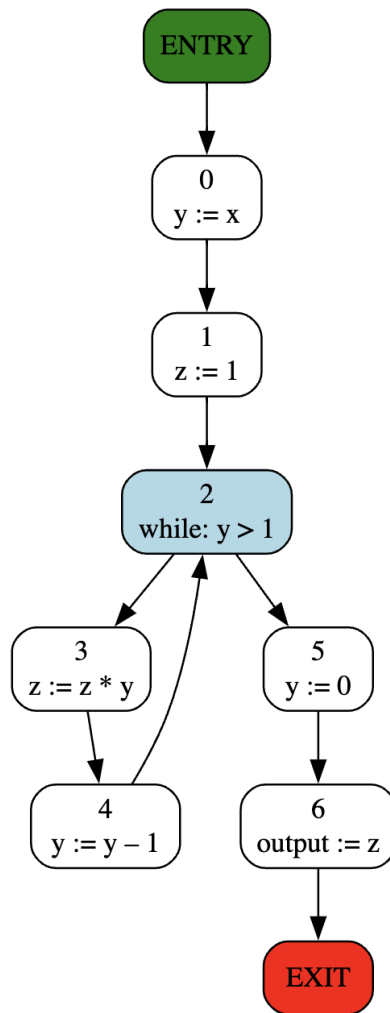 ENTRY
0
y := x
1
z := 1
2
while: y > 1
3
z := z * y
5
y := 0
4
y := y – 1
6
output := z
EXIT